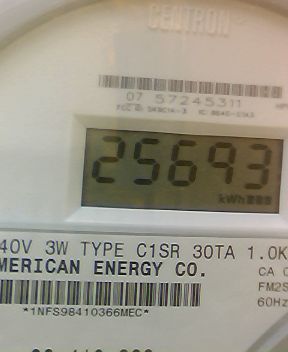 CENTRON
07 57245311
25693
kWh
40V 3W TYPE C1SR 30TA 1.0K
MERICAN ENERGY CO.
CA
FM2S
60Hz
*1NFS98410366MEC*